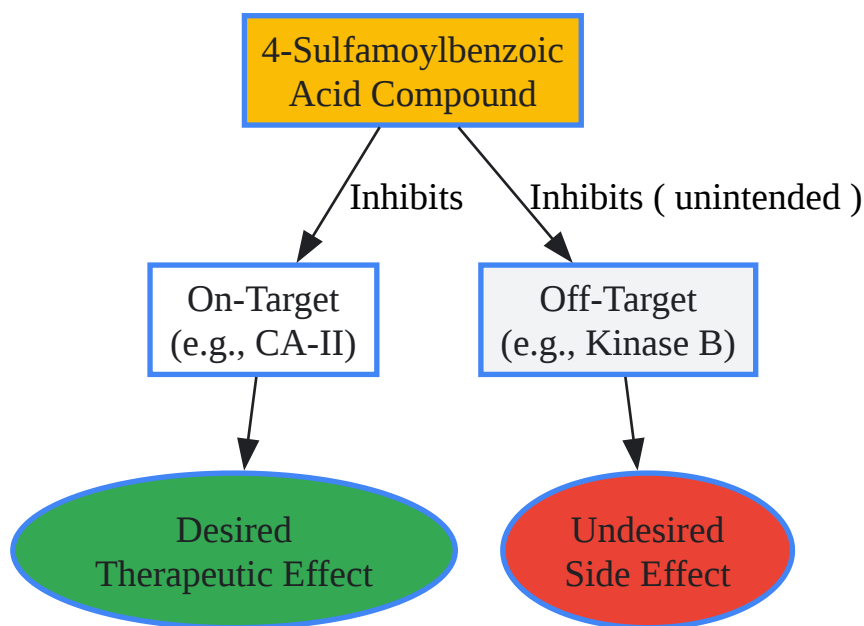 4-Sulfamoylbenzoic
Acid Compound
Inhibits
Inhibits ( unintended )
On-Target
(e.g., CA-II)
Off-Target
(e.g., Kinase B)
Desired
Therapeutic Effect
Undesired
Side Effect